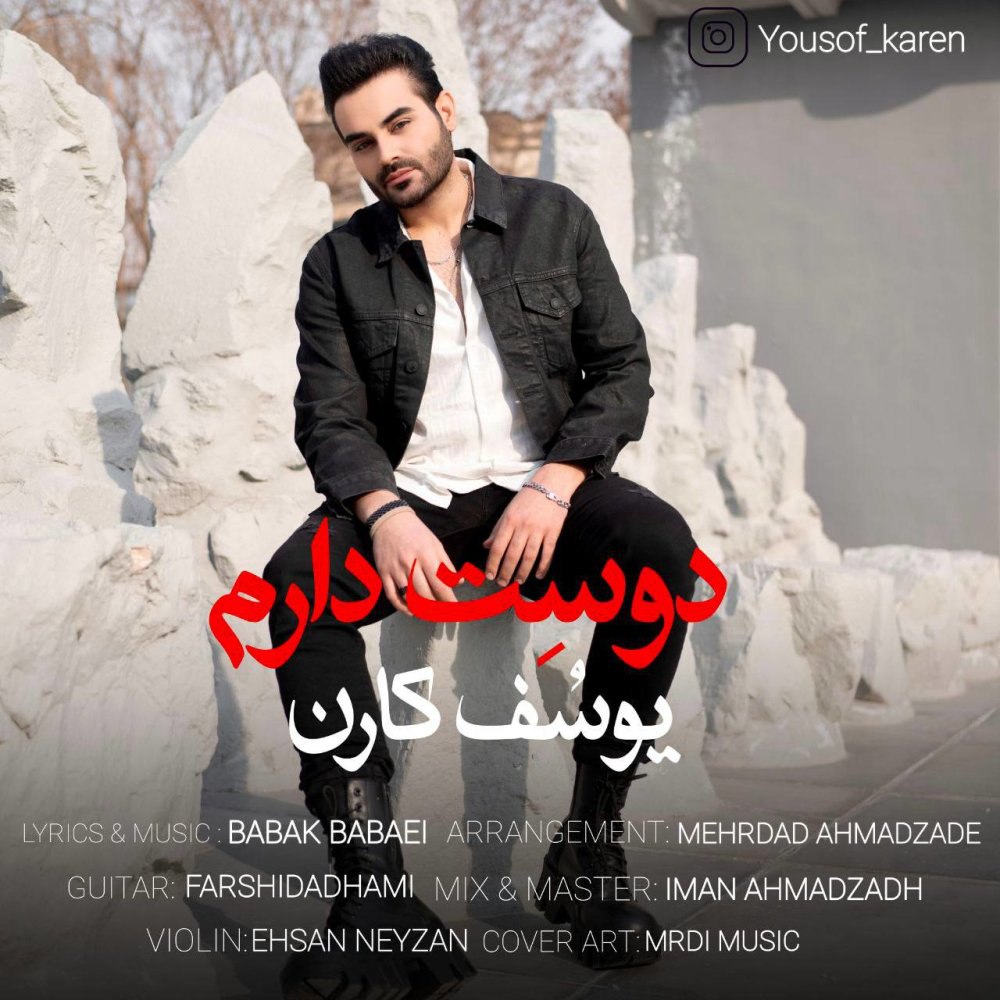 Yousof_karen
دوسِت دارم
یوسُف کارن
LYRICS & MUSIC : BABAK BABAEI ARRANGEMENT: MEHRDAD AHMADZADE
GUITAR: FARSHIDADHAMI MIX & MASTER: IMAN AHMADZADH
VIOLIN:EHSAN NEYZAN COVER ART:MRDI MUSIC